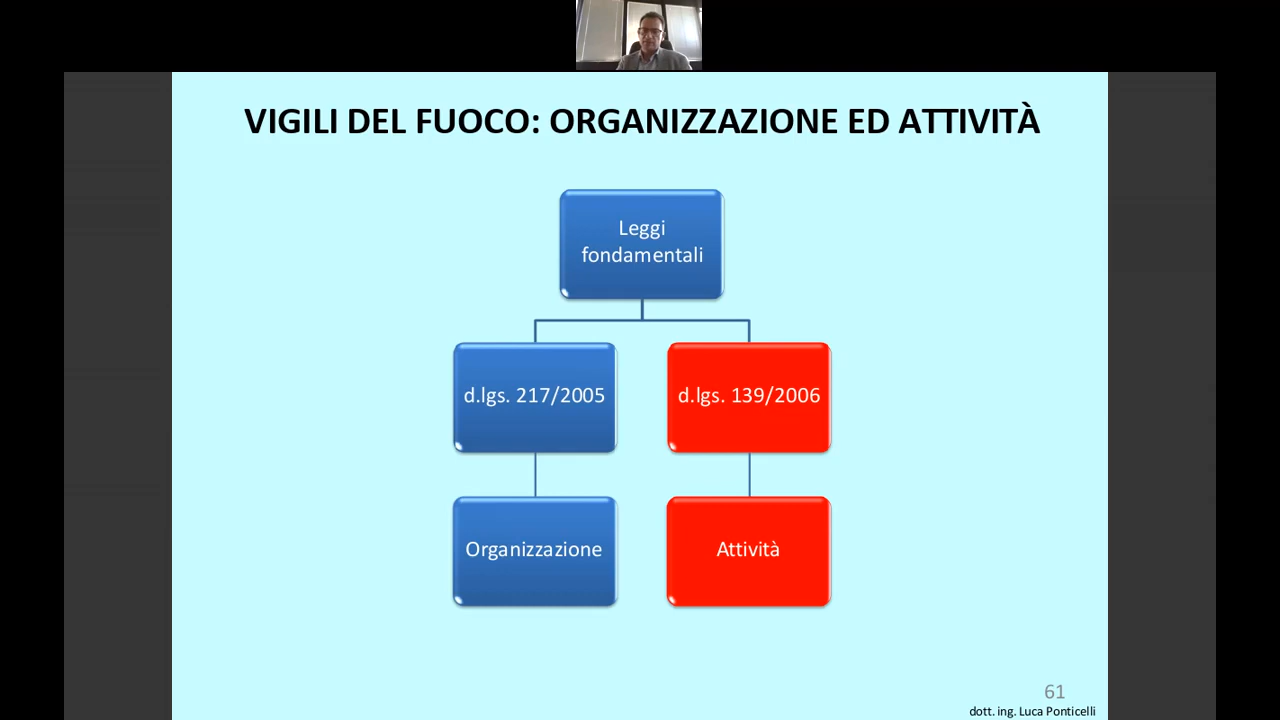 VIGILI DEL FUOCO: ORGANIZZAZIONE ED ATTIVITÀ
Leggi
fondamentali
d.lgs. 217/2005
d.lgs. 139/2006
Organizzazione
Attività
61
dott. ing. Luca Ponticelli